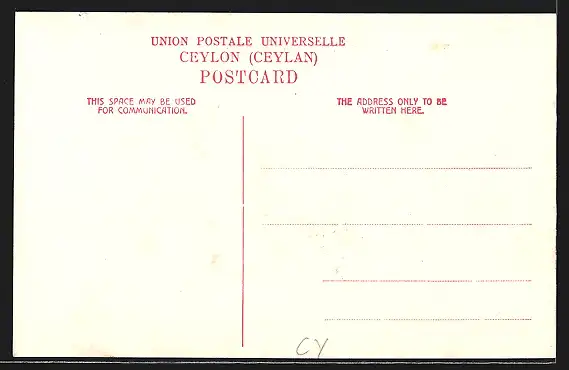 UNION POSTALE UNIVERSELLE
CEYLON (CEYLAN)
POSTCARD
THIS SPACE MAY BE USED
FOR COMMUNICATION.
THE ADDRESS ONLY TO BE
WRITTEN HERE.
CY